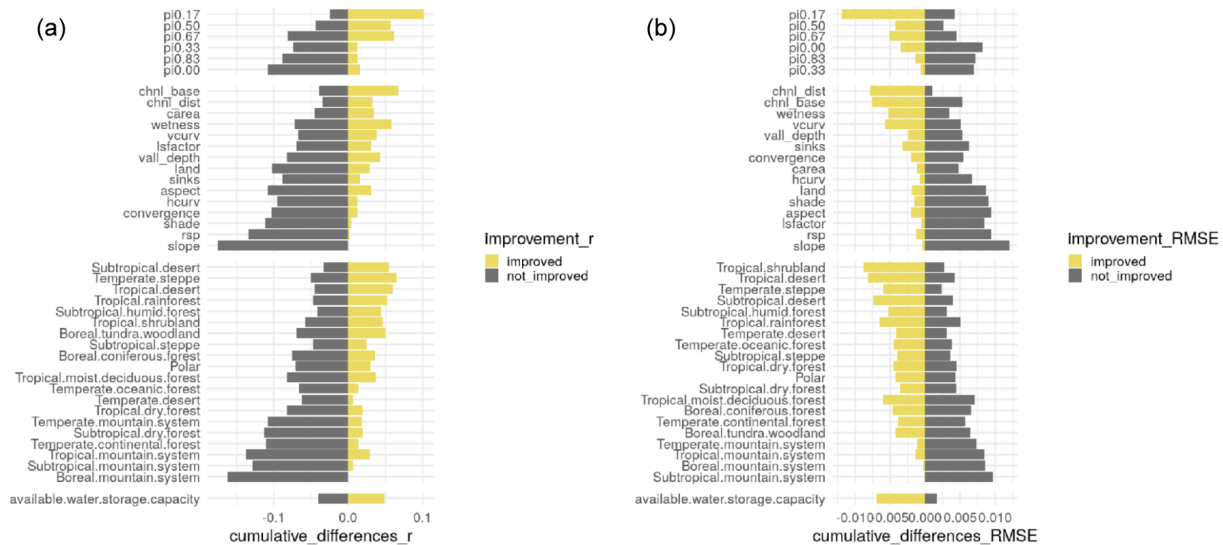 (a)
pi0.17
pi0.50
pi0.67
pi0.33
pi0.83
pi0.00
chnl_base
chnl_dist
carea
wetness
vcurv
lsfactor
vall_depth
land
sinks
aspect
hcurv
convergence
shade
rsp
slope
Subtropical.desert
Temperate.steppe
Tropical.desert
Tropical.rainforest
Subtropical.humid.forest
Tropical.shrubland
Boreal.tundra.woodland
Subtropical.steppe
Boreal.coniferous.forest
Polar
Tropical.moist.deciduous.forest
Temperate.oceanic.forest
Temperate.desert
Tropical.dry.forest
Temperate.mountain.system
Subtropical.dry.forest
Temperate.continental.forest
Tropical.mountain.system
Subtropical.mountain.system
Boreal.mountain.system
available.water.storage.capacity
-0.1 0.0 0.1
cumulative_differences_r
Improvement_r
improved
not_improved
(b)
pi0.17
pi0.50
pi0.67
pi0.00
pi0.83
pi0.33
chnl_dist
chnl_base
wetness
vcurv
vall_depth
sinks
convergence
carea
hcurv
land
shade
aspect
lsfactor
rsp
slope
Tropical.shrubland
Tropical.desert
Temperate.steppe
Subtropical.desert
Subtropical.humid.forest
Tropical.rainforest
Temperate.desert
Temperate.oceanic.forest
Subtropical.steppe
Tropical.dry.forest
Polar
Subtropical.dry.forest
Tropical.moist.deciduous.forest
Boreal.coniferous.forest
Temperate.continental.forest
Boreal.tundra.woodland
Temperate.mountain.system
Tropical.mountain.system
Boreal.mountain.system
Subtropical.mountain.system
available.water.storage.capacity
-0.010-0.005 0.000 0.005 0.010
cumulative_differences_RMSE
Improvement_RMSE
improved
not_improved